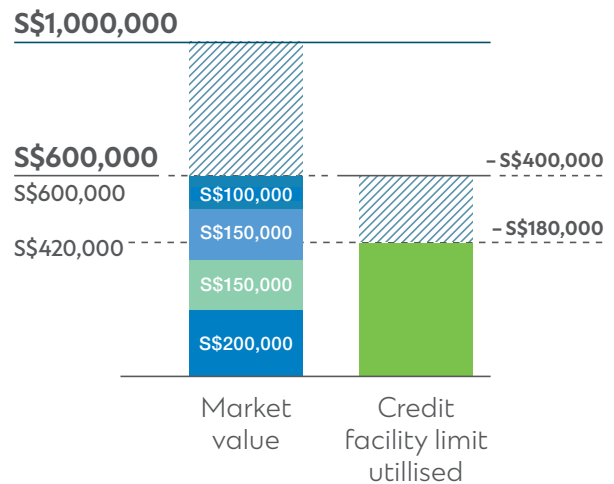 S$1,000,000
S$600,000
– S$400,000
S$600,000
S$100,000
– S$180,000
S$150,000
S$420,000
S$150,000
S$200,000
Market
value
Credit
facility limit
utillised